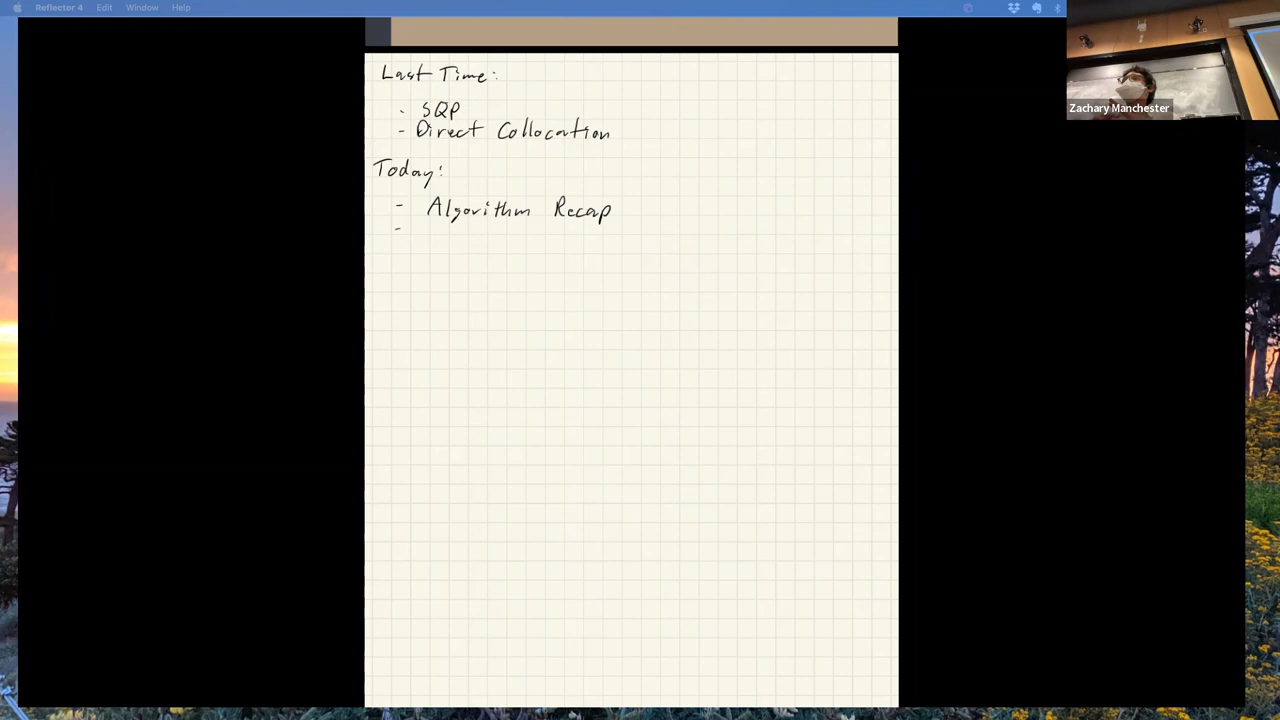 Reflector 4 Edit Window Help
Zachary Manchester
Last Time:
- SQP
- Direct Collocation
Today:
- Algorithm Recap
-